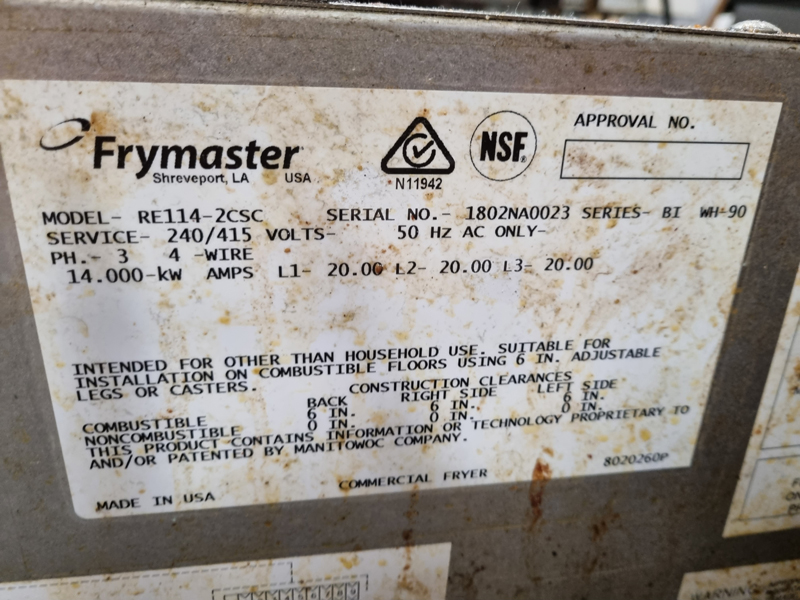 Frymaster
Shreveport, LA USA
N11942
NSF®
APPROVAL NO.
MODEL- RE114-2CSC SERIAL NO.- 1802NA0023 SERIES- BI WH-90
SERVICE- 240/415 VOLTS- 50 Hz AC ONLY-
PH.- 3 4 -WIRE
14.000-kW AMPS L1- 20.00 L2- 20.00 L3- 20.00
INTENDED FOR OTHER THAN HOUSEHOLD USE. SUITABLE FOR
INSTALLATION ON COMBUSTIBLE FLOORS USING 6 IN. ADJUSTABLE
LEGS OR CASTERS.
CONSTRUCTION CLEARANCES
BACK RIGHT SIDE LEFT SIDE
COMBUSTIBLE 6 IN. 6 IN. 6 IN.
NONCOMBUSTIBLE 0 IN. 0 IN. 0 IN.
THIS PRODUCT CONTAINS INFORMATION OR TECHNOLOGY PROPRIETARY TO
AND/OR PATENTED BY MANITOWOC COMPANY.
COMMERCIAL FRYER 8020260P
MADE IN USA
WARNING